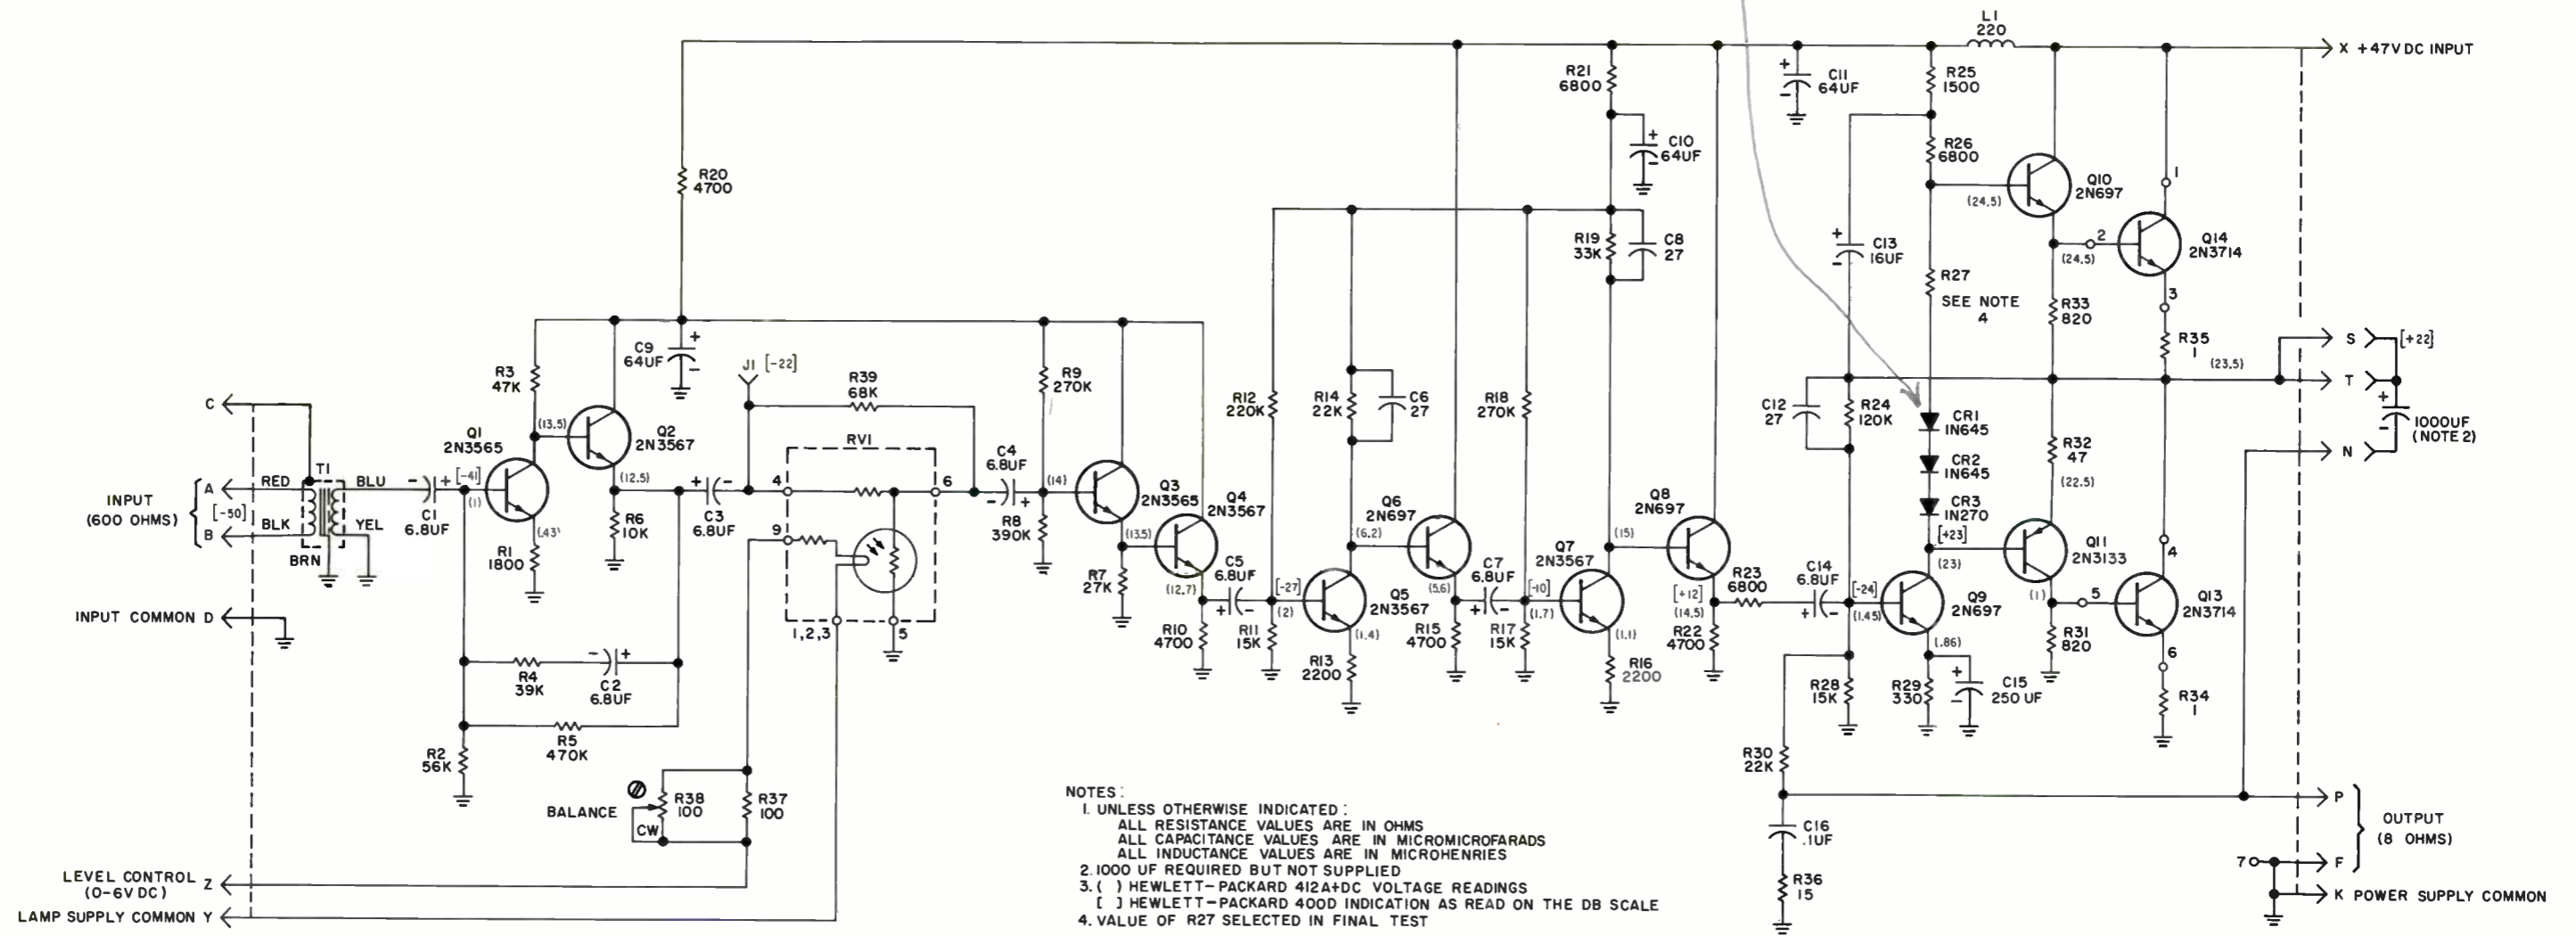 L1
220
X +47VDC INPUT
R21
6800
C11
64UF
R25
1500
C10
64UF
R26
6800
R20
4700
Q10
2N697
(24.5)
1
2
Q14
2N3714
(24.5)
R19
33K
C8
27
C13
16UF
R27
SEE NOTE
4
R33
820
3
R35
1
(23.5)
S
[+22]
T
1000UF
(NOTE 2)
N
C9
64UF
J1 [-22]
R3
47K
R39
68K
R9
270K
R12
220K
R14
22K
C6
27
R18
270K
C12
27
R24
120K
CR1
1N645
CR2
1N645
CR3
1N270
R32
47
(22.5)
C
Q1
2N3565
(13.5)
Q2
2N3567
(12.5)
RV1
C4
6.8UF
(14)
T1
INPUT
(600 OHMS)
A
RED
BLU
[-50]
B
BLK
YEL
BRN
C1
6.8UF
[-41]
(1)
(.43)
R1
1800
R6
10K
C3
6.8UF
4
6
9
R8
390K
Q3
2N3565
(13.5)
Q4
2N3567
R7
27K
(12.7)
C5
6.8UF
[-27]
(2)
R10
4700
R11
15K
Q6
2N697
(6.2)
Q5
2N3567
(1.4)
R13
2200
(5.6)
C7
6.8UF
[-10]
(1.7)
R15
4700
R17
15K
Q7
2N3567
(15)
(1.1)
R16
2200
Q8
2N697
[+12]
(14.5)
R23
6800
R22
4700
C14
6.8UF
[-24]
(1.45)
[+23]
(23)
Q9
2N697
(.86)
R28
15K
R29
330
C15
250 UF
Q11
2N3133
(1)
4
5
Q13
2N3714
R31
820
6
R34
1
INPUT COMMON D
1,2,3
5
R4
39K
C2
6.8UF
R5
470K
R2
56K
BALANCE
R38
100
CW
R37
100
R30
22K
C16
.1UF
R36
15
P
OUTPUT
(8 OHMS)
7
F
K POWER SUPPLY COMMON
LEVEL CONTROL Z
(0-6V DC)
LAMP SUPPLY COMMON Y
NOTES:
1. UNLESS OTHERWISE INDICATED:
ALL RESISTANCE VALUES ARE IN OHMS
ALL CAPACITANCE VALUES ARE IN MICROMICROFARADS
ALL INDUCTANCE VALUES ARE IN MICROHENRIES
2. 1000 UF REQUIRED BUT NOT SUPPLIED
3. ( ) HEWLETT-PACKARD 412A+DC VOLTAGE READINGS
[ ] HEWLETT-PACKARD 400D INDICATION AS READ ON THE DB SCALE
4. VALUE OF R27 SELECTED IN FINAL TEST